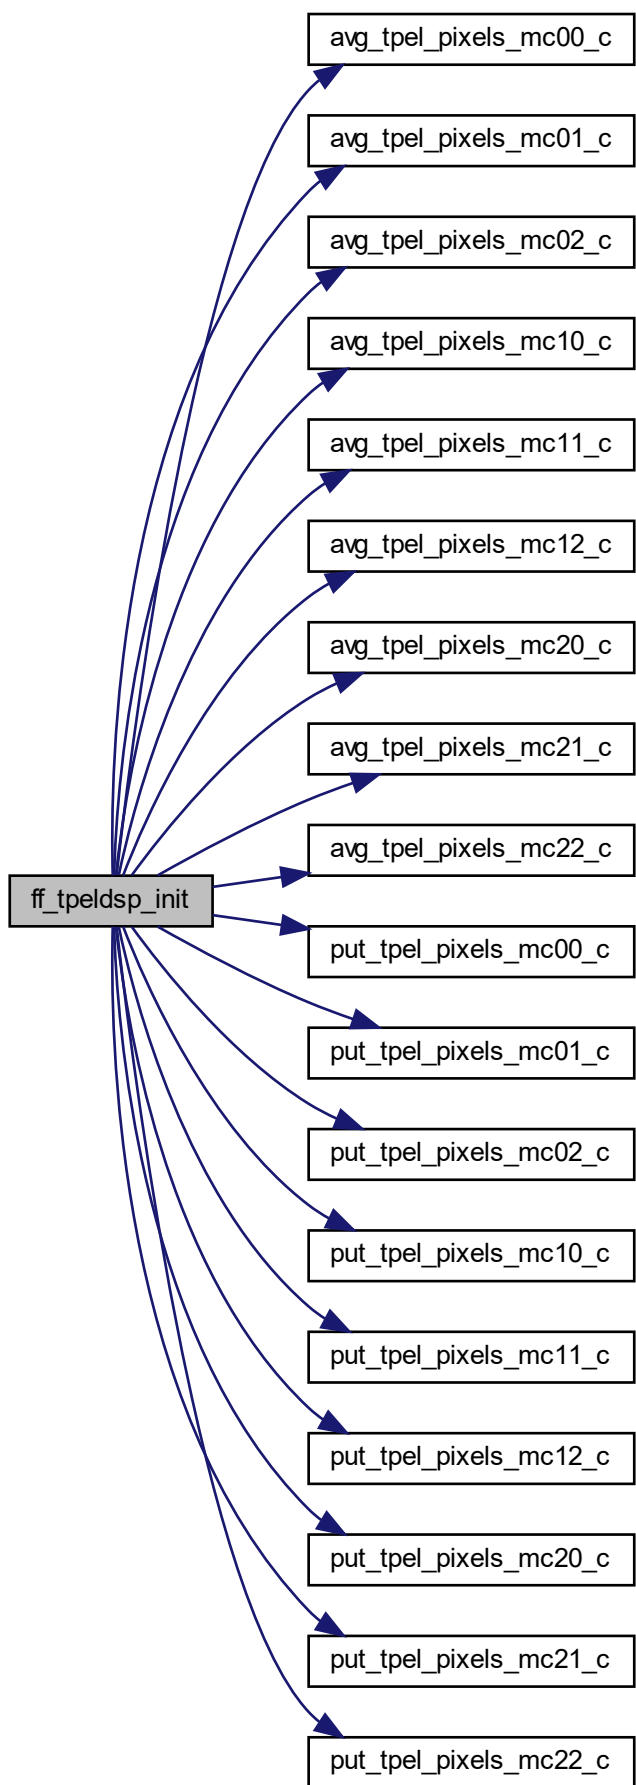 avg_tpel_pixels_mc00_c
avg_tpel_pixels_mc01_c
avg_tpel_pixels_mc02_c
avg_tpel_pixels_mc10_c
avg_tpel_pixels_mc11_c
avg_tpel_pixels_mc12_c
avg_tpel_pixels_mc20_c
avg_tpel_pixels_mc21_c
avg_tpel_pixels_mc22_c
ff_tpeldsp_init
put_tpel_pixels_mc00_c
put_tpel_pixels_mc01_c
put_tpel_pixels_mc02_c
put_tpel_pixels_mc10_c
put_tpel_pixels_mc11_c
put_tpel_pixels_mc12_c
put_tpel_pixels_mc20_c
put_tpel_pixels_mc21_c
put_tpel_pixels_mc22_c